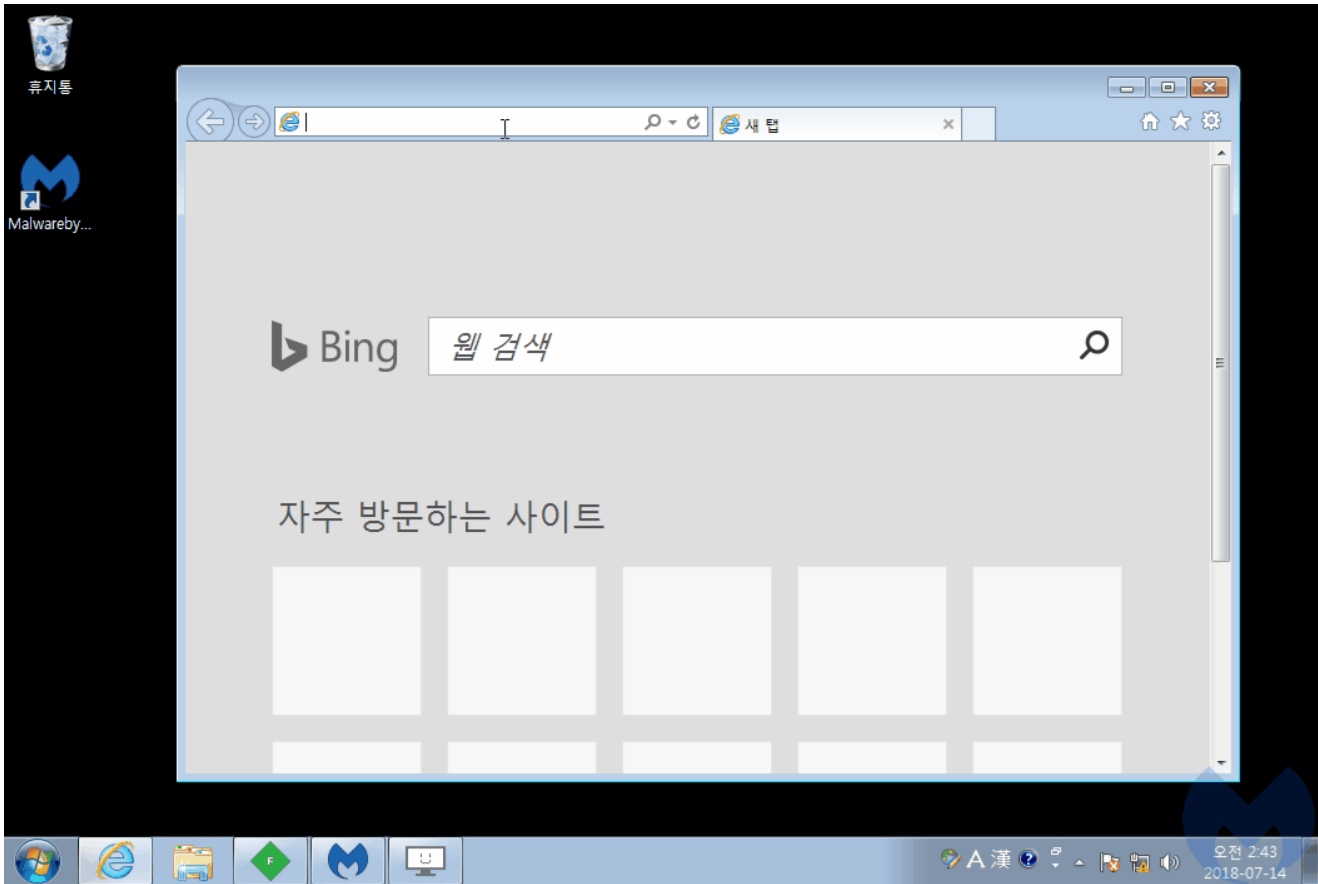 휴지통
Malwareby...
새 탭
Bing
웹 검색
자주 방문하는 사이트
F
A 漢
오전 2:43
2018-07-14